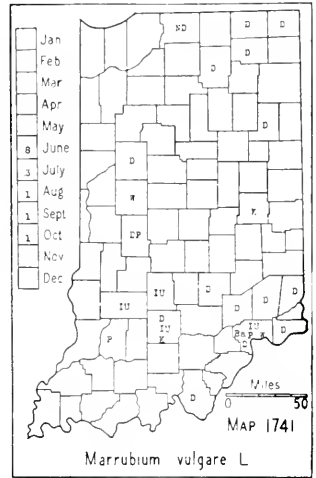 Jan
Feb
Mar
Apr
May
8 June
3 July
1 Aug
1 Sept
1 Oct
Nov
Dec
ND D D
D
D
D
D
W
K
DP
IU
IU D D D
D
D
IU
K
IU
P W D
P
D
Miles
0 50
MAP 1741
Marrubium vulgare L